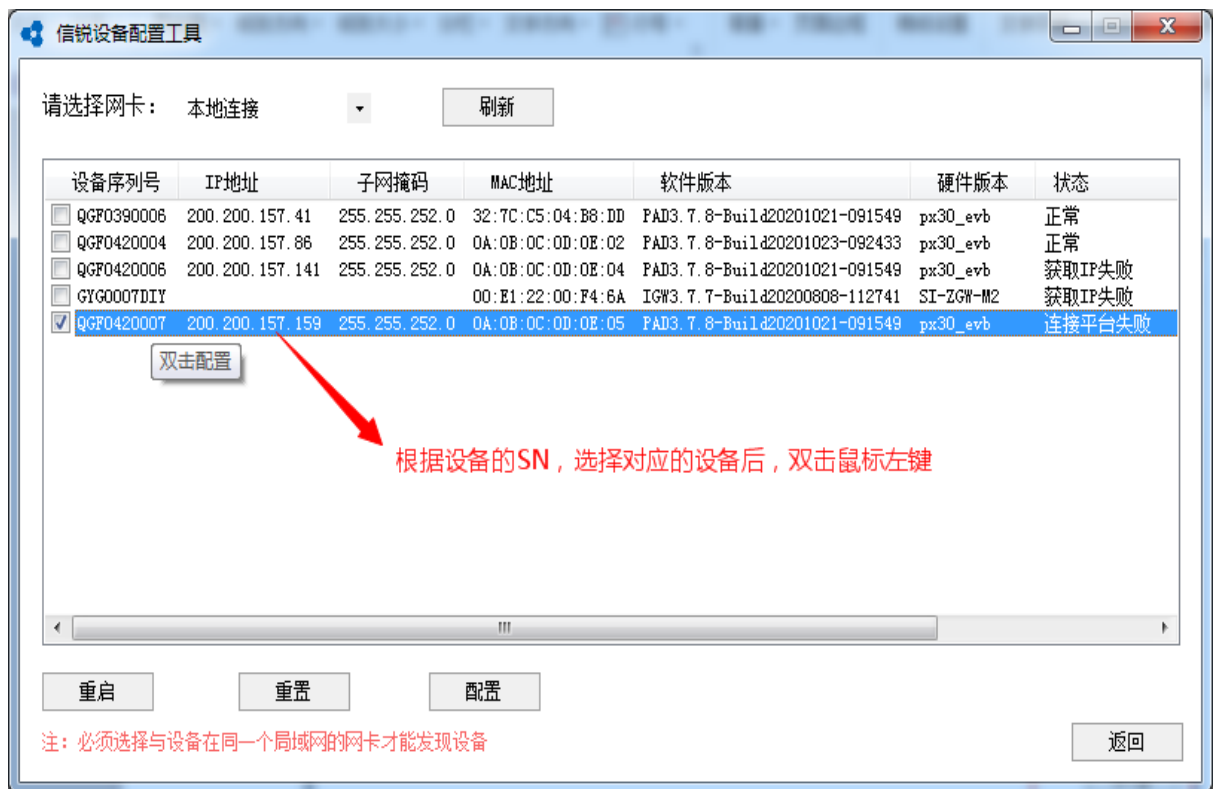 信锐设备配置工具
请选择网卡： 本地连接 刷新
设备序列号 IP地址 子网掩码 MAC地址 软件版本 硬件版本 状态
QGF0390006 200.200.157.41 255.255.252.0 32:7C:C5:04:B8:DD PAD3.7.8-Build20201021-091549 px30_evb 正常
QGF0420004 200.200.157.86 255.255.252.0 0A:0B:0C:0D:0E:02 PAD3.7.8-Build20201023-092433 px30_evb 正常
QGF0420006 200.200.157.141 255.255.252.0 0A:0B:0C:0D:0E:04 PAD3.7.8-Build20201021-091549 px30_evb 获取IP失败
GYG0007DIY 00:E1:22:00:F4:6A IGW3.7.7-Build20200808-112741 SI-ZGW-M2 获取IP失败
QGF0420007 200.200.157.159 255.255.252.0 0A:0B:0C:0D:0E:05 PAD3.7.8-Build20201021-091549 px30_evb 连接平台失败
双击配置
根据设备的SN，选择对应的设备后，双击鼠标左键
重启 重置 配置
注：必须选择与设备在同一个局域网的网卡才能发现设备
返回